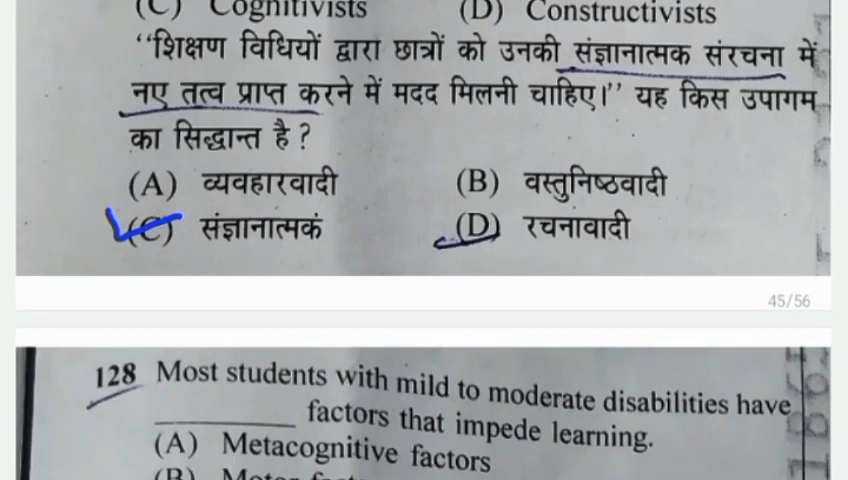 (C) Cognitivists (D) Constructivists
“शिक्षण विधियों द्वारा छात्रों को उनकी संज्ञानात्मक संरचना में
नए तत्व प्राप्त करने में मदद मिलनी चाहिए।” यह किस उपागम
का सिद्धान्त है ?
(A) व्यवहारवादी (B) वस्तुनिष्ठवादी
(C) संज्ञानात्मकं (D) रचनावादी
45/56
128 Most students with mild to moderate disabilities have
factors that impede learning.
(A) Metacognitive factors
(B)